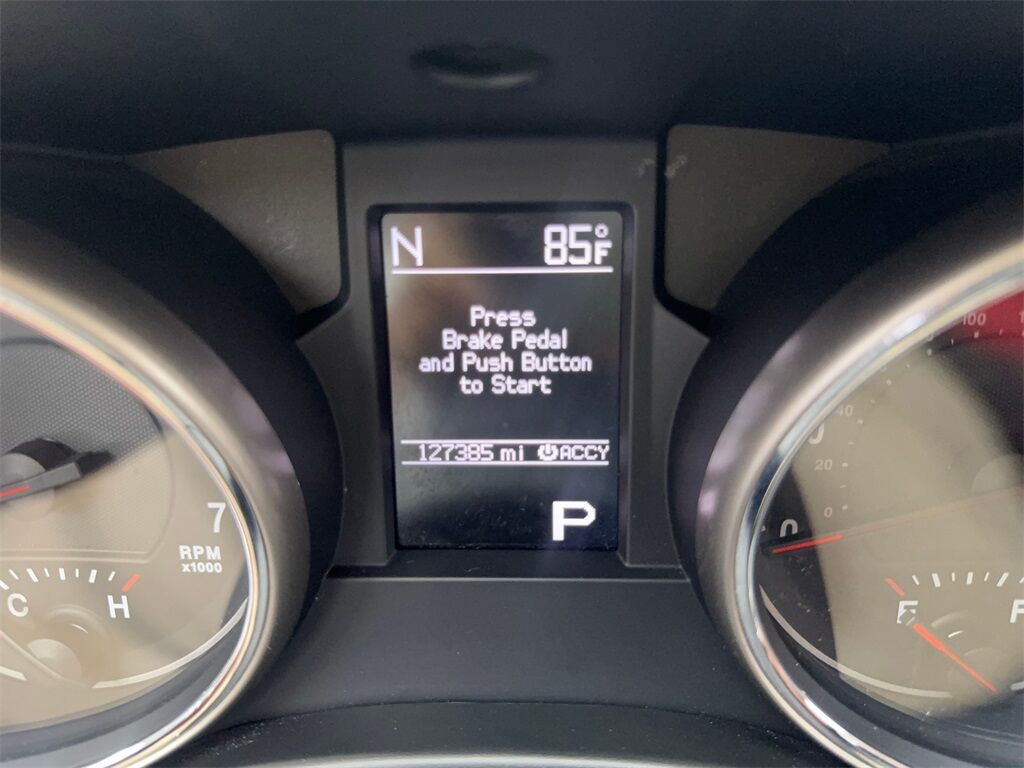 N 85°F
Press
Brake Pedal
and Push Button
to Start
127385 mi ACCY
P
7
RPM
x1000
C H
100
40
20
0
0
E F